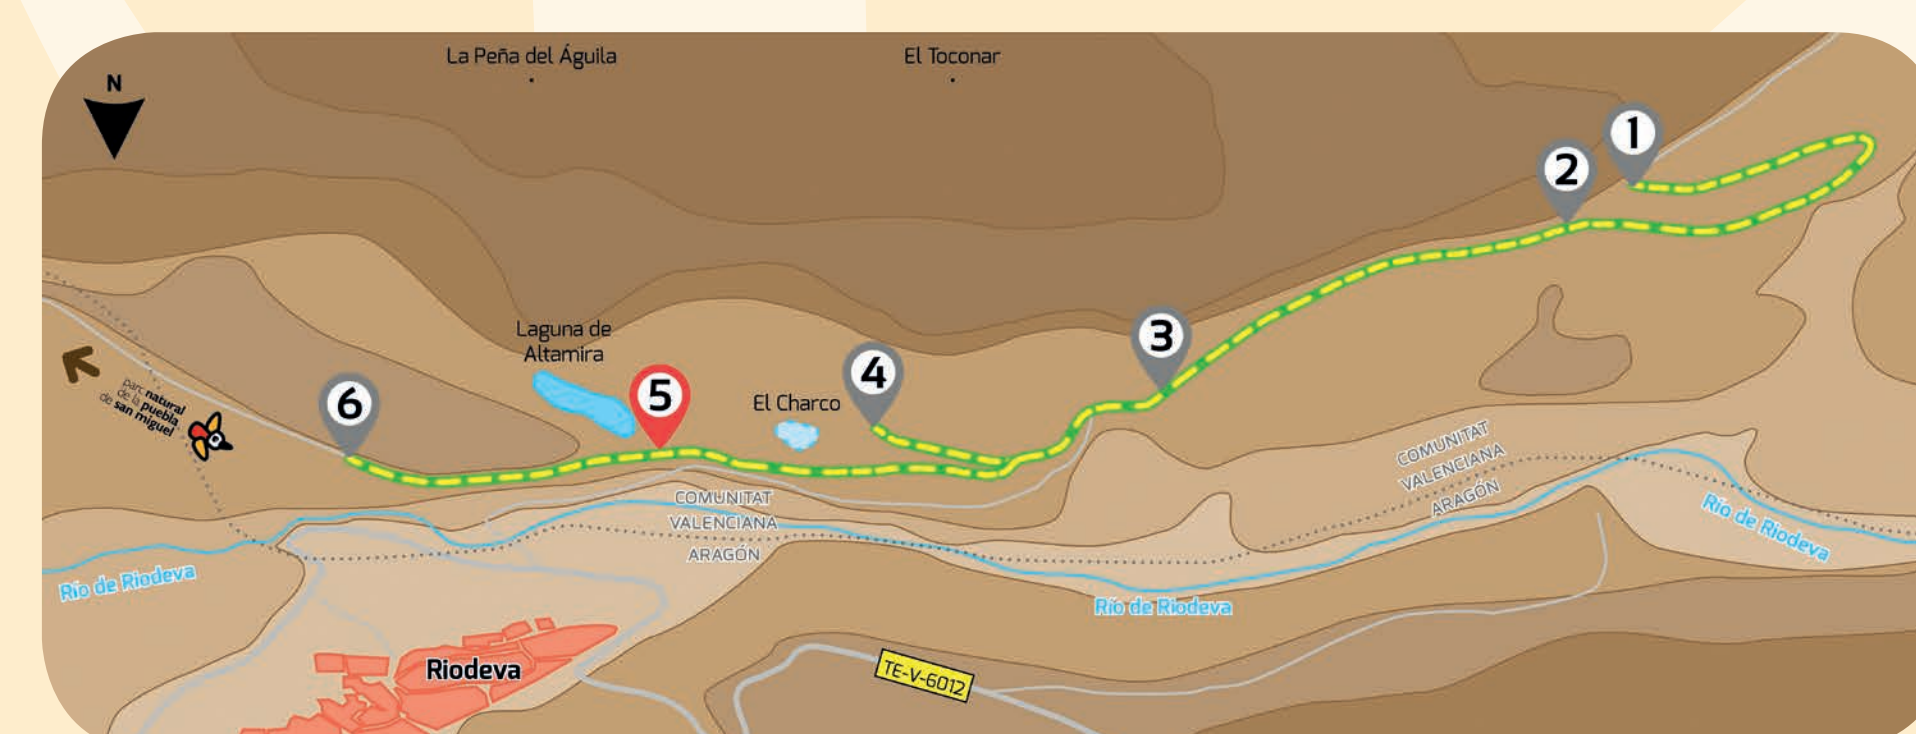 N
La Peña del Águila
El Toconar
1
2
3
4
5
6
Laguna de
Altamira
El Charco
parc natural
de la puebla
de san miguel
COMUNITAT
VALENCIANA
ARAGÓN
COMUNITAT
VALENCIANA
ARAGÓN
Río de Riodeva
Río de Riodeva
Río de Riodeva
Riodeva
TE-V-6012